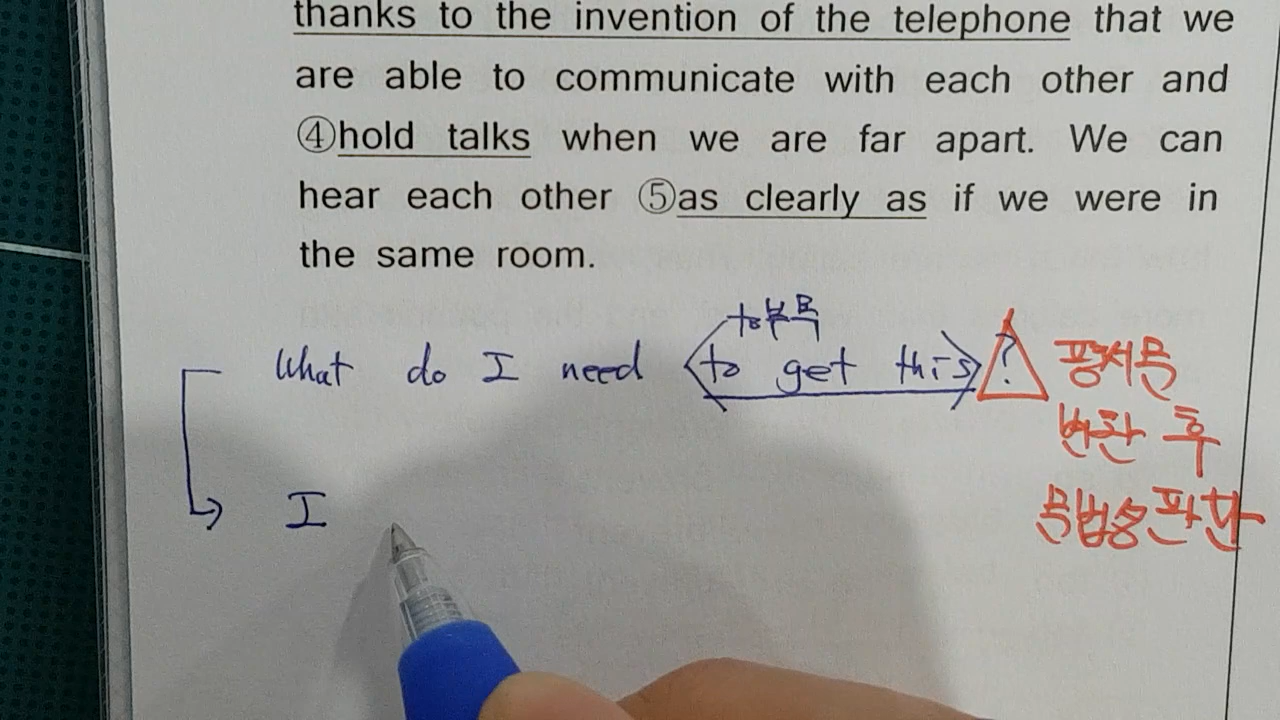 thanks to the invention of the telephone that we
are able to communicate with each other and
④hold talks when we are far apart. We can
hear each other ⑤as clearly as if we were in
the same room.
to부목
What do I need to get this?
평서문
변환 후
문법성 판단
I